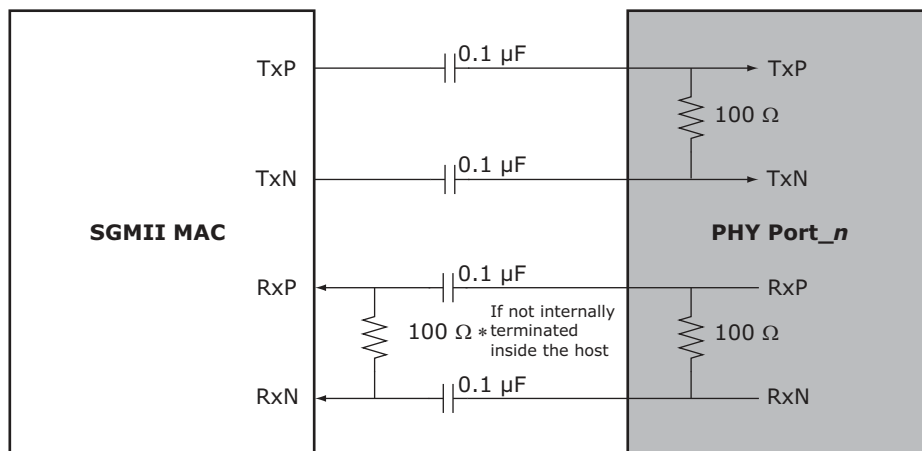 0.1 µF
TxP
TxP
100 Ω
0.1 µF
TxN
TxN
SGMII MAC
PHY Port_n
0.1 µF
RxP
RxP
If not internally
100 Ω * terminated
100 Ω
inside the host
0.1 µF
RxN
RxN